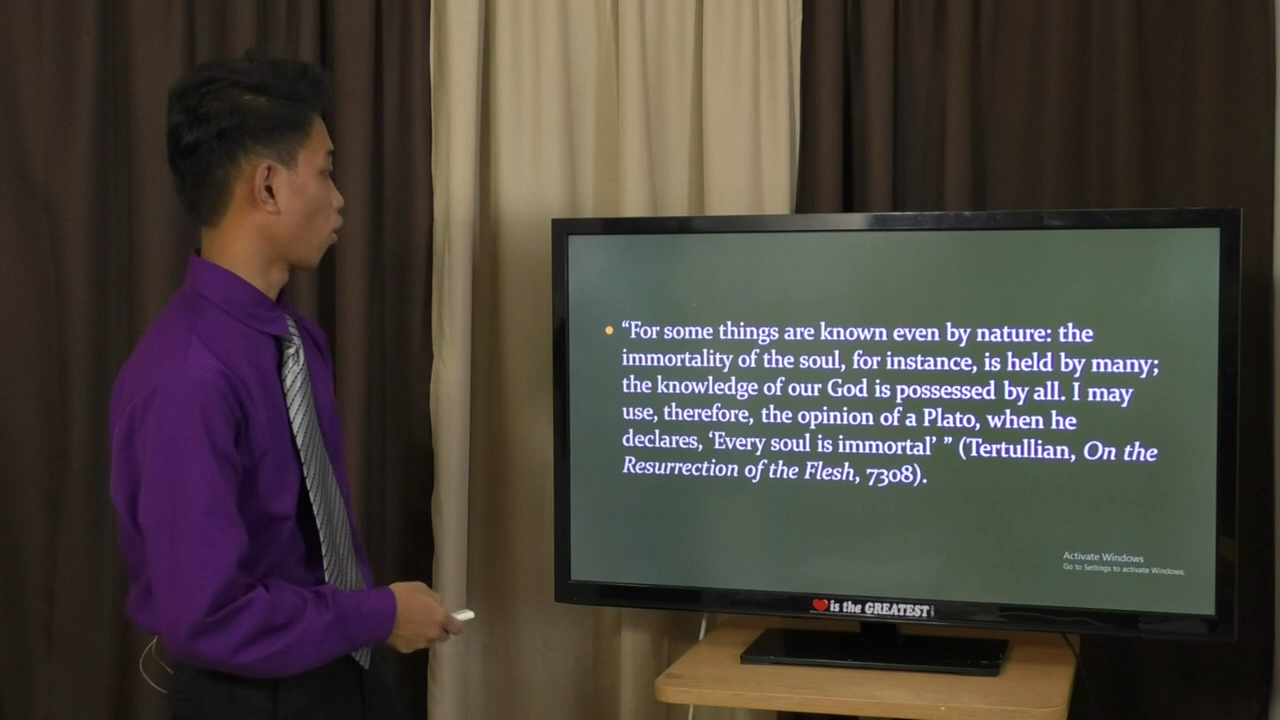 “For some things are known even by nature: the
immortality of the soul, for instance, is held by many;
the knowledge of our God is possessed by all. I may
use, therefore, the opinion of a Plato, when he
declares, ‘Every soul is immortal’ ” (Tertullian, On the
Resurrection of the Flesh, 7308).
Activate Windows
Go to Settings to activate Windows.
is the GREATEST